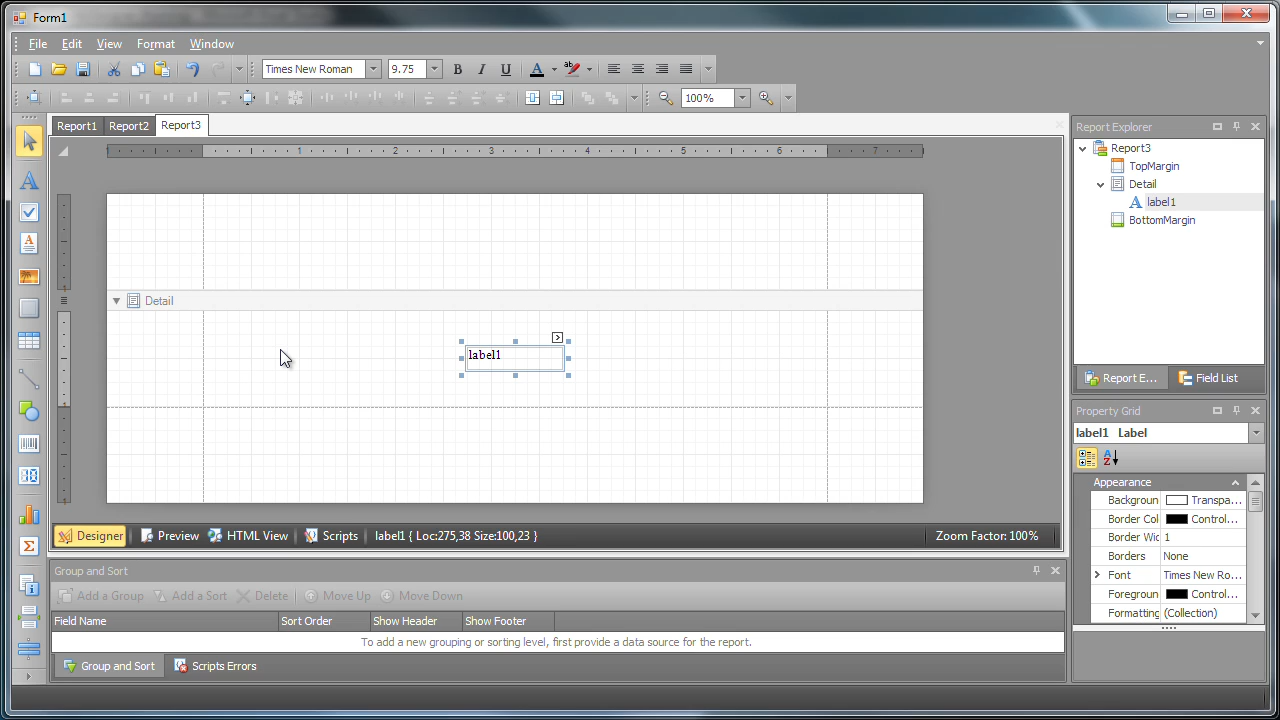 Form1
File Edit View Format Window
Times New Roman 9.75 B I U A
100%
Report1 Report2 Report3
1 2 3 4 5 6 7
Detail
label1
Designer Preview HTML View Scripts label1 { Loc:275,38 Size:100,23 } Zoom Factor: 100%
Group and Sort
Add a Group Add a Sort Delete Move Up Move Down
Field Name Sort Order Show Header Show Footer
To add a new grouping or sorting level, first provide a data source for the report.
Group and Sort Scripts Errors
Report Explorer
Report3
TopMargin
Detail
label1
BottomMargin
Report E... Field List
Property Grid
label1 Label
Appearance
Backgroun Transpa...
Border Col Control...
Border Wid 1
Borders None
Font Times New Ro...
Foregroun Control...
Formatting (Collection)